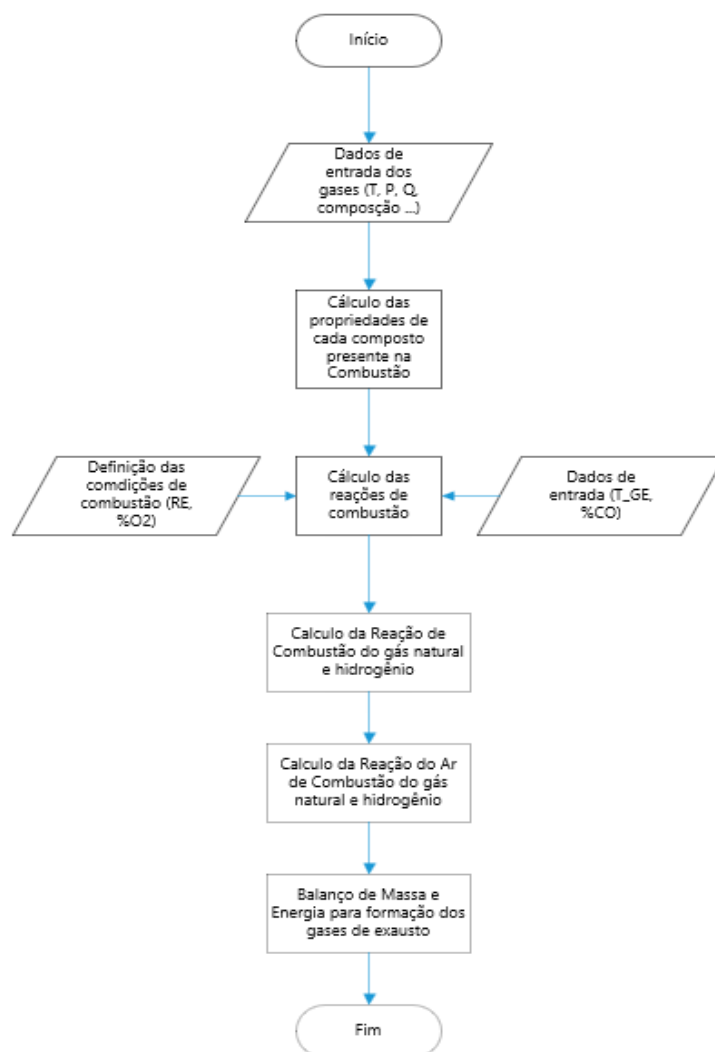 Início
Dados de
entrada dos
gases (T, P, Q,
composção ...)
Cálculo das
propriedades de
cada composto
presente na
Combustão
Definição das
comdições de
combustão (RE,
%O2)
Cálculo das
reações de
combustão
Dados de
entrada (T_GE,
%CO)
Calculo da Reação de
Combustão do gás natural
e hidrogênio
Calculo da Reação do Ar
de Combustão do gás
natural e hidrogênio
Balanço de Massa e
Energia para formação dos
gases de exausto
Fim